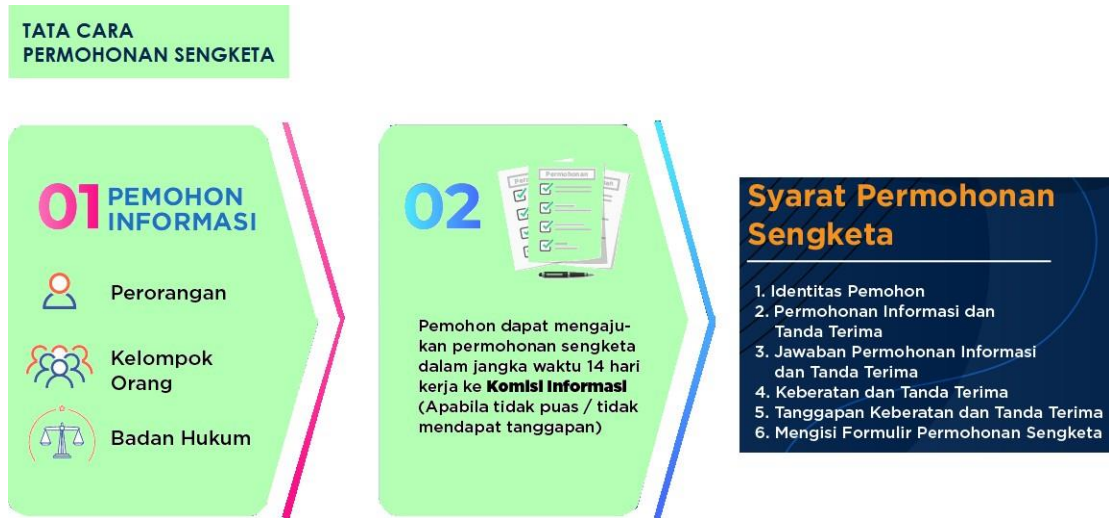 TATA CARA
PERMOHONAN SENGKETA
01 PEMOHON
INFORMASI
Perorangan
Kelompok
Orang
Badan Hukum
02
Permohonan
Pemohon dapat mengaju-
kan permohonan sengketa
dalam jangka waktu 14 hari
kerja ke Komisi Informasi
(Apabila tidak puas / tidak
mendapat tanggapan)
Syarat Permohonan
Sengketa
1. Identitas Pemohon
2. Permohonan Informasi dan
Tanda Terima
3. Jawaban Permohonan Informasi
dan Tanda Terima
4. Keberatan dan Tanda Terima
5. Tanggapan Keberatan dan Tanda Terima
6. Mengisi Formulir Permohonan Sengketa